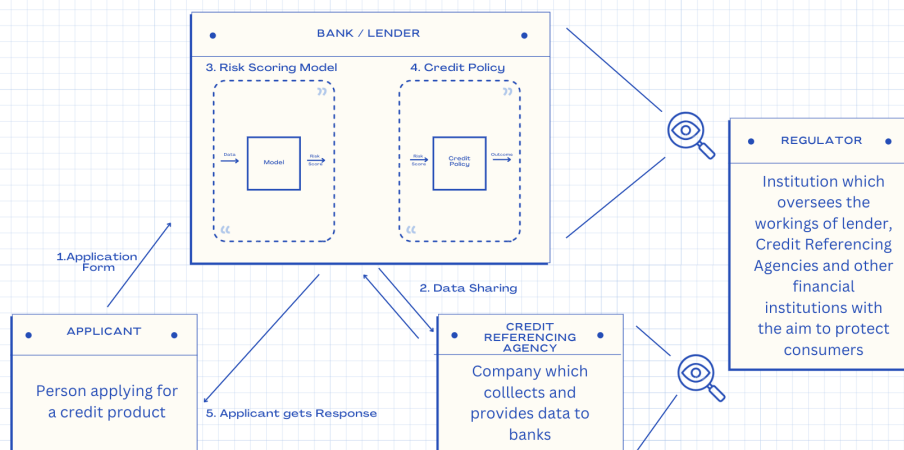 BANK / LENDER
3. Risk Scoring Model
4. Credit Policy
Data
Model
Risk
Score
Risk
Score
Credit
Policy
Outcome
REGULATOR
Institution which
oversees the
workings of lender,
Credit Referencing
Agencies and other
financial
institutions with
the aim to protect
consumers
1.Application
Form
2. Data Sharing
APPLICANT
Person applying for
a credit product
5. Applicant gets Response
CREDIT
REFERENCING
AGENCY
Company which
colllects and
provides data to
banks